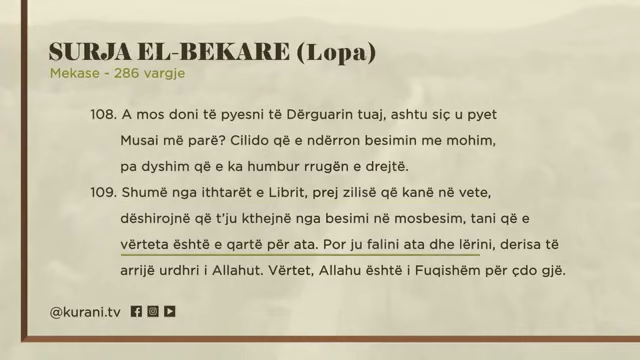 SURJA EL-BEKARE (Lopa)
Mekase - 286 vargje
108. A mos doni të pyesni të Dërguarin tuaj, ashtu siç u pyet
Musai më parë? Cilido që e ndërron besimin me mohim,
pa dyshim që e ka humbur rrugën e drejtë.
109. Shumë nga ithtarët e Librit, prej zilisë që kanë në vete,
dëshirojnë që t'ju kthejnë nga besimi në mosbesim, tani që e
vërteta është e qartë për ata. Por ju falini ata dhe lërini, derisa të
arrijë urdhri i Allahut. Vërtet, Allahu është i Fuqishëm për çdo gjë.
@kurani.tv